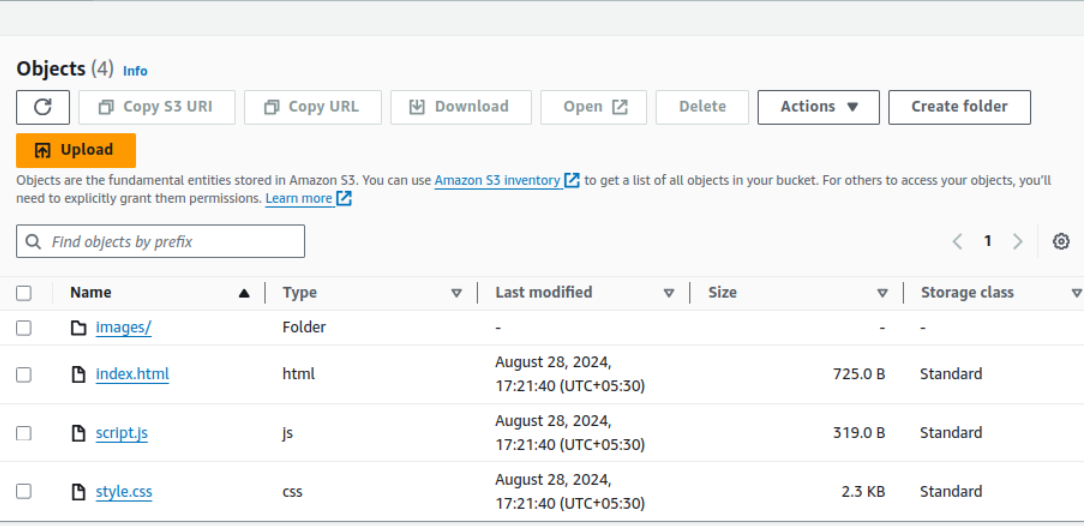 Objects (4) Info
Copy S3 URI Copy URL Download Open Delete Actions Create folder
Upload
Objects are the fundamental entities stored in Amazon S3. You can use Amazon S3 inventory to get a list of all objects in your bucket. For others to access your objects, you'll
need to explicitly grant them permissions. Learn more
Find objects by prefix 1
Name Type Last modified Size Storage class
images/ Folder - - -
index.html html August 28, 2024, 17:21:40 (UTC+05:30) 725.0 B Standard
script.js js August 28, 2024, 17:21:40 (UTC+05:30) 319.0 B Standard
style.css css August 28, 2024, 17:21:40 (UTC+05:30) 2.3 KB Standard